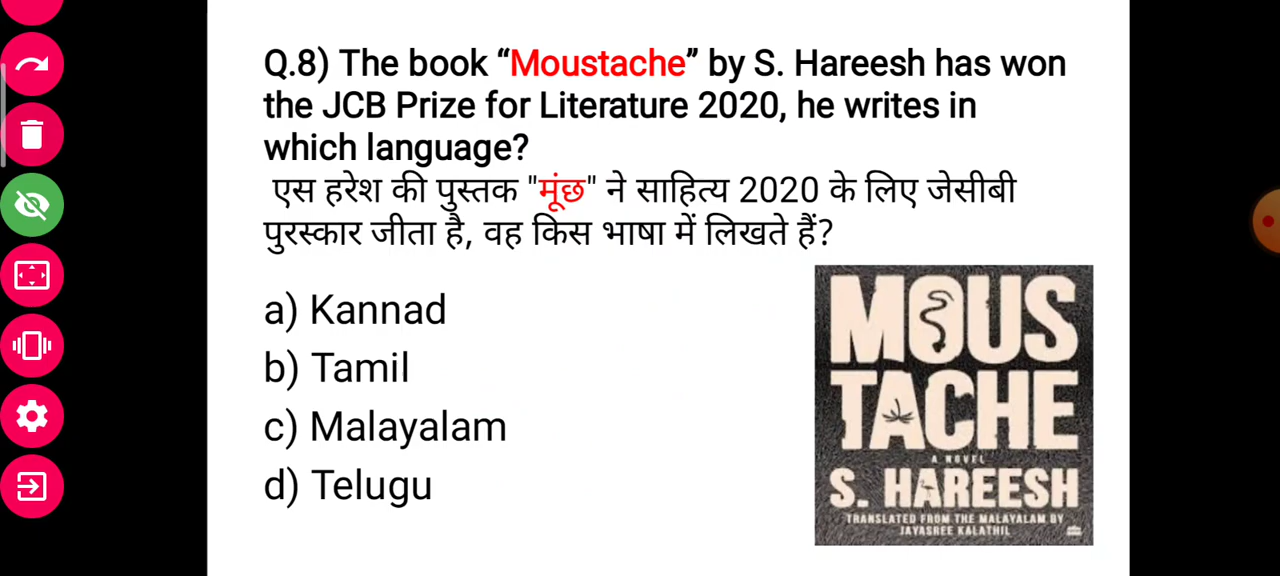 Q.8) The book “Moustache” by S. Hareesh has won
the JCB Prize for Literature 2020, he writes in
which language?
एस हरेश की पुस्तक "मूंछ" ने साहित्य 2020 के लिए जेसीबी
पुरस्कार जीता है, वह किस भाषा में लिखते हैं?
a) Kannad
b) Tamil
c) Malayalam
d) Telugu
MOUS
TACHE
A NOVEL
S. HAREESH
TRANSLATED FROM THE MALAYALAM BY
JAYASREE KALATHIL